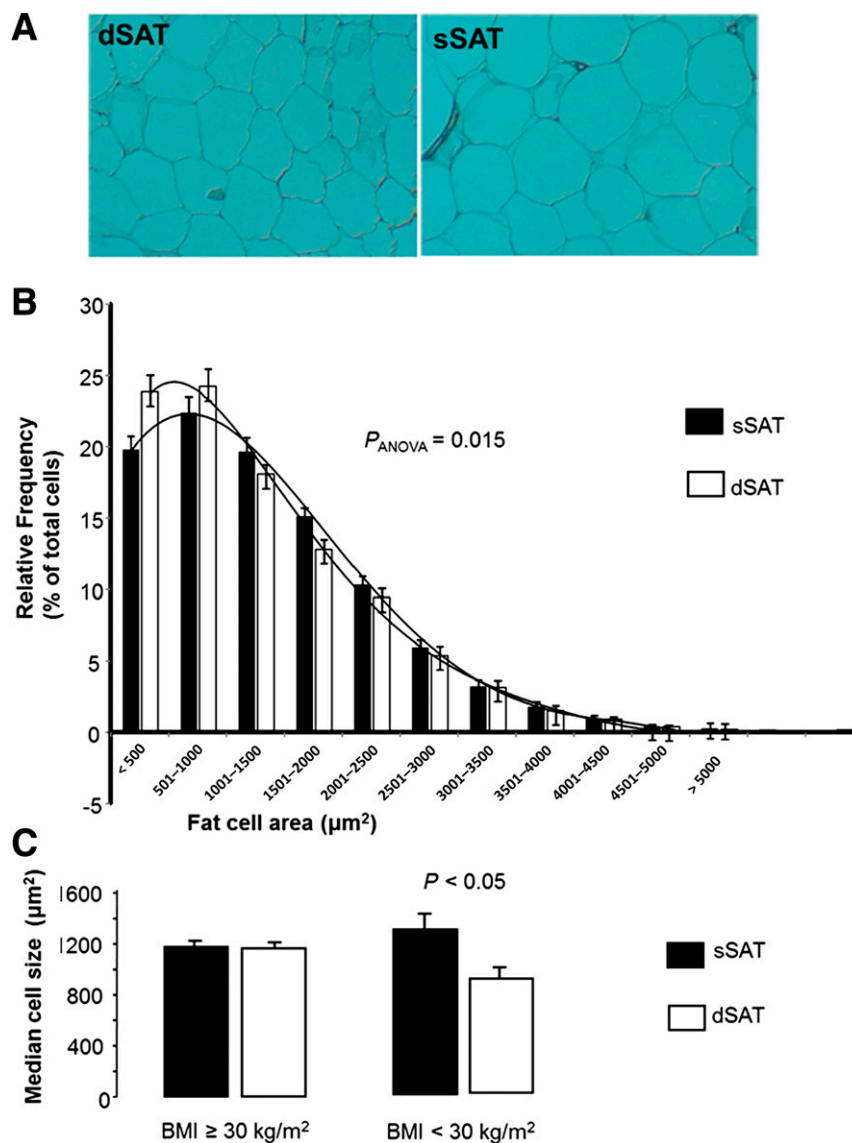 A
dSAT
sSAT
B
30
25
20
15
10
5
0
-5
Relative Frequency
(% of total cells)
P ANOVA = 0.015
sSAT
dSAT
< 500
501–1000
1001–1500
1501–2000
2001–2500
2501–3000
3001–3500
3501–4000
4001–4500
4501–5000
> 5000
Fat cell area (µm²)
C
P < 0.05
Median cell size (µm²)
1600
1200
800
400
0
sSAT
dSAT
BMI ≥ 30 kg/m²
BMI < 30 kg/m²